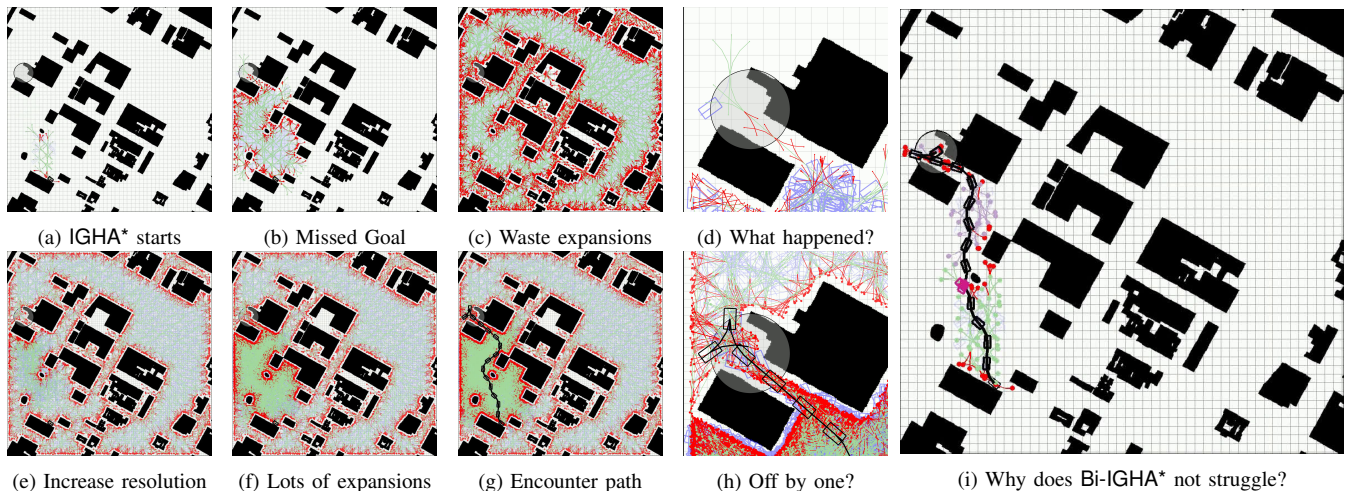 (a) IGHA* starts
(b) Missed Goal
(c) Waste expansions
(d) What happened?
(e) Increase resolution
(f) Lots of expansions
(g) Encounter path
(h) Off by one?
(i) Why does Bi-IGHA* not struggle?